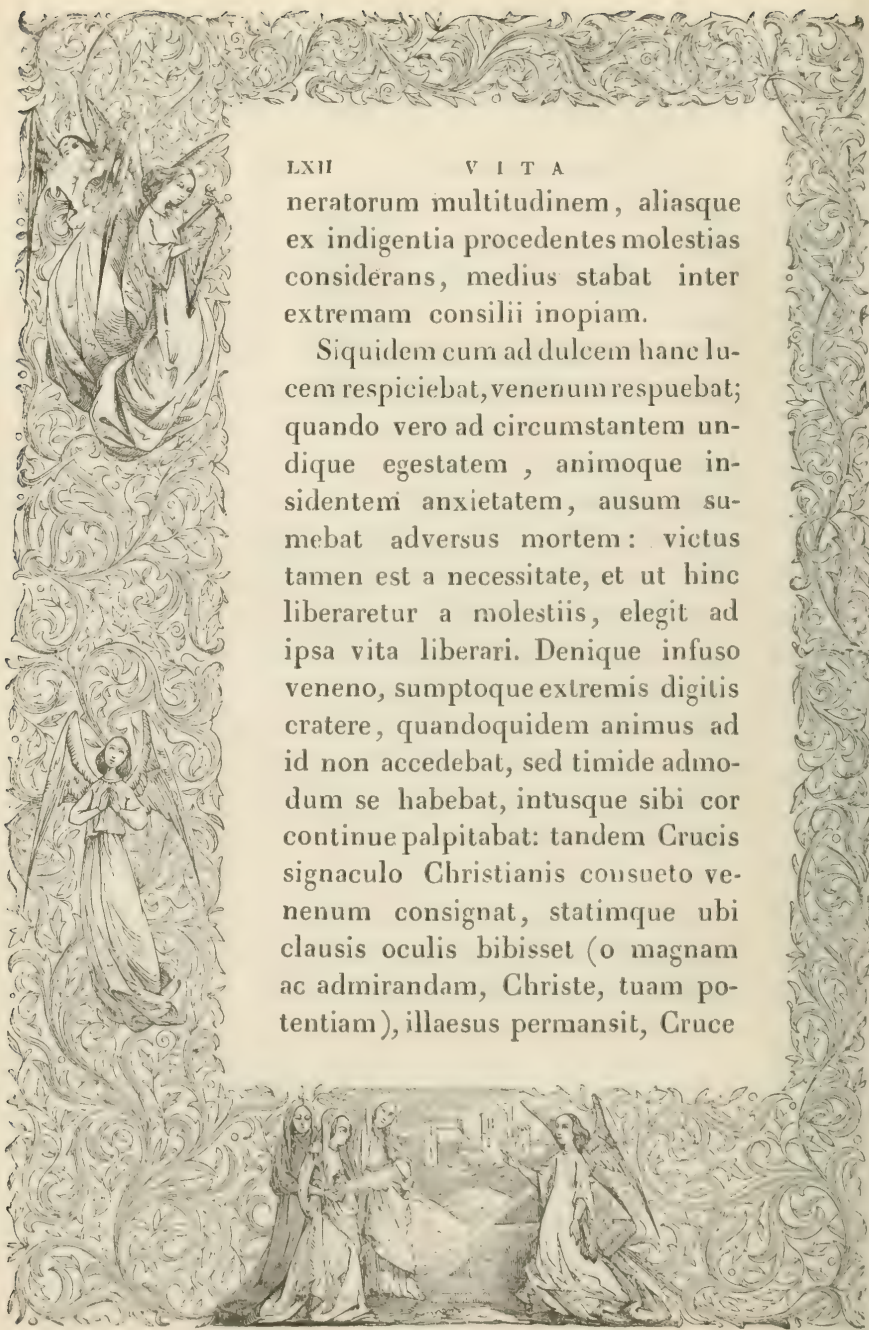 LXII VITA
neratorum multitudinem, aliasque
ex indigentia procedentes molestias
considerans, medius stabat inter
extremam consilii inopiam.
Siquidem cum ad dulcem hanc lu-
cem respiciebat, venenum respuebat;
quando vero ad circumstantem un-
dique egestatem , animoque in-
sidentem anxietatem, ausum su-
mebat adversus mortem : victus
tamen est a necessitate, et ut hinc
liberaretur a molestiis, elegit ad
ipsa vita liberari. Denique infuso
veneno, sumptoque extremis digitis
cratere, quandoquidem animus ad
id non accedebat, sed timide admo-
dum se habebat, intusque sibi cor
continue palpitabat: tandem Crucis
signaculo Christianis consueto ve-
nenum consignat, statimque ubi
clausis oculis bibisset (o magnam
ac admirandam, Christe, tuam po-
tentiam), illaesus permansit, Cruce